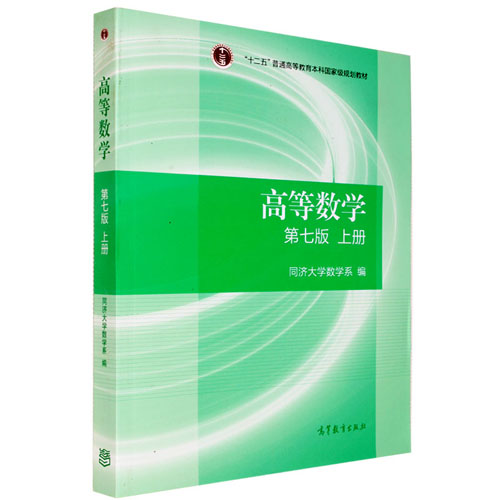 "十二五"普通高等教育本科国家级规划教材
高等数学
第七版 上册
同济大学数学系 编
高等教育出版社
高等数学
第七版 上册
同济大学数学系 编